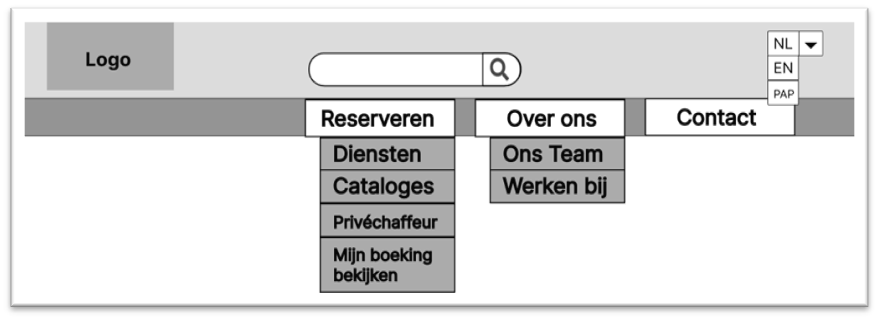 Logo
NL
EN
PAP
Reserveren
Over ons
Contact
Diensten
Cataloges
Privéchaffeur
Mijn boeking
bekijken
Ons Team
Werken bij